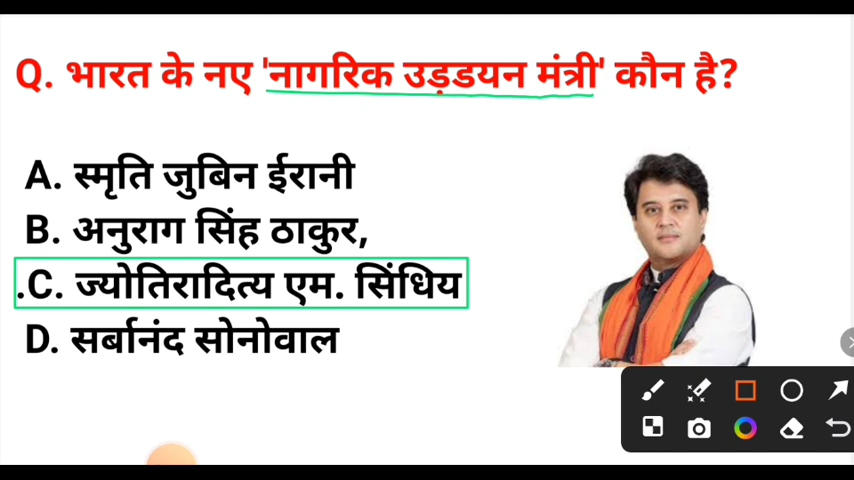 Q. भारत के नए 'नागरिक उड़डयन मंत्री' कौन है?
A. स्मृति जुबिन ईरानी
B. अनुराग सिंह ठाकुर,
.C. ज्योतिरादित्य एम. सिंधिय
D. सर्बानंद सोनोवाल